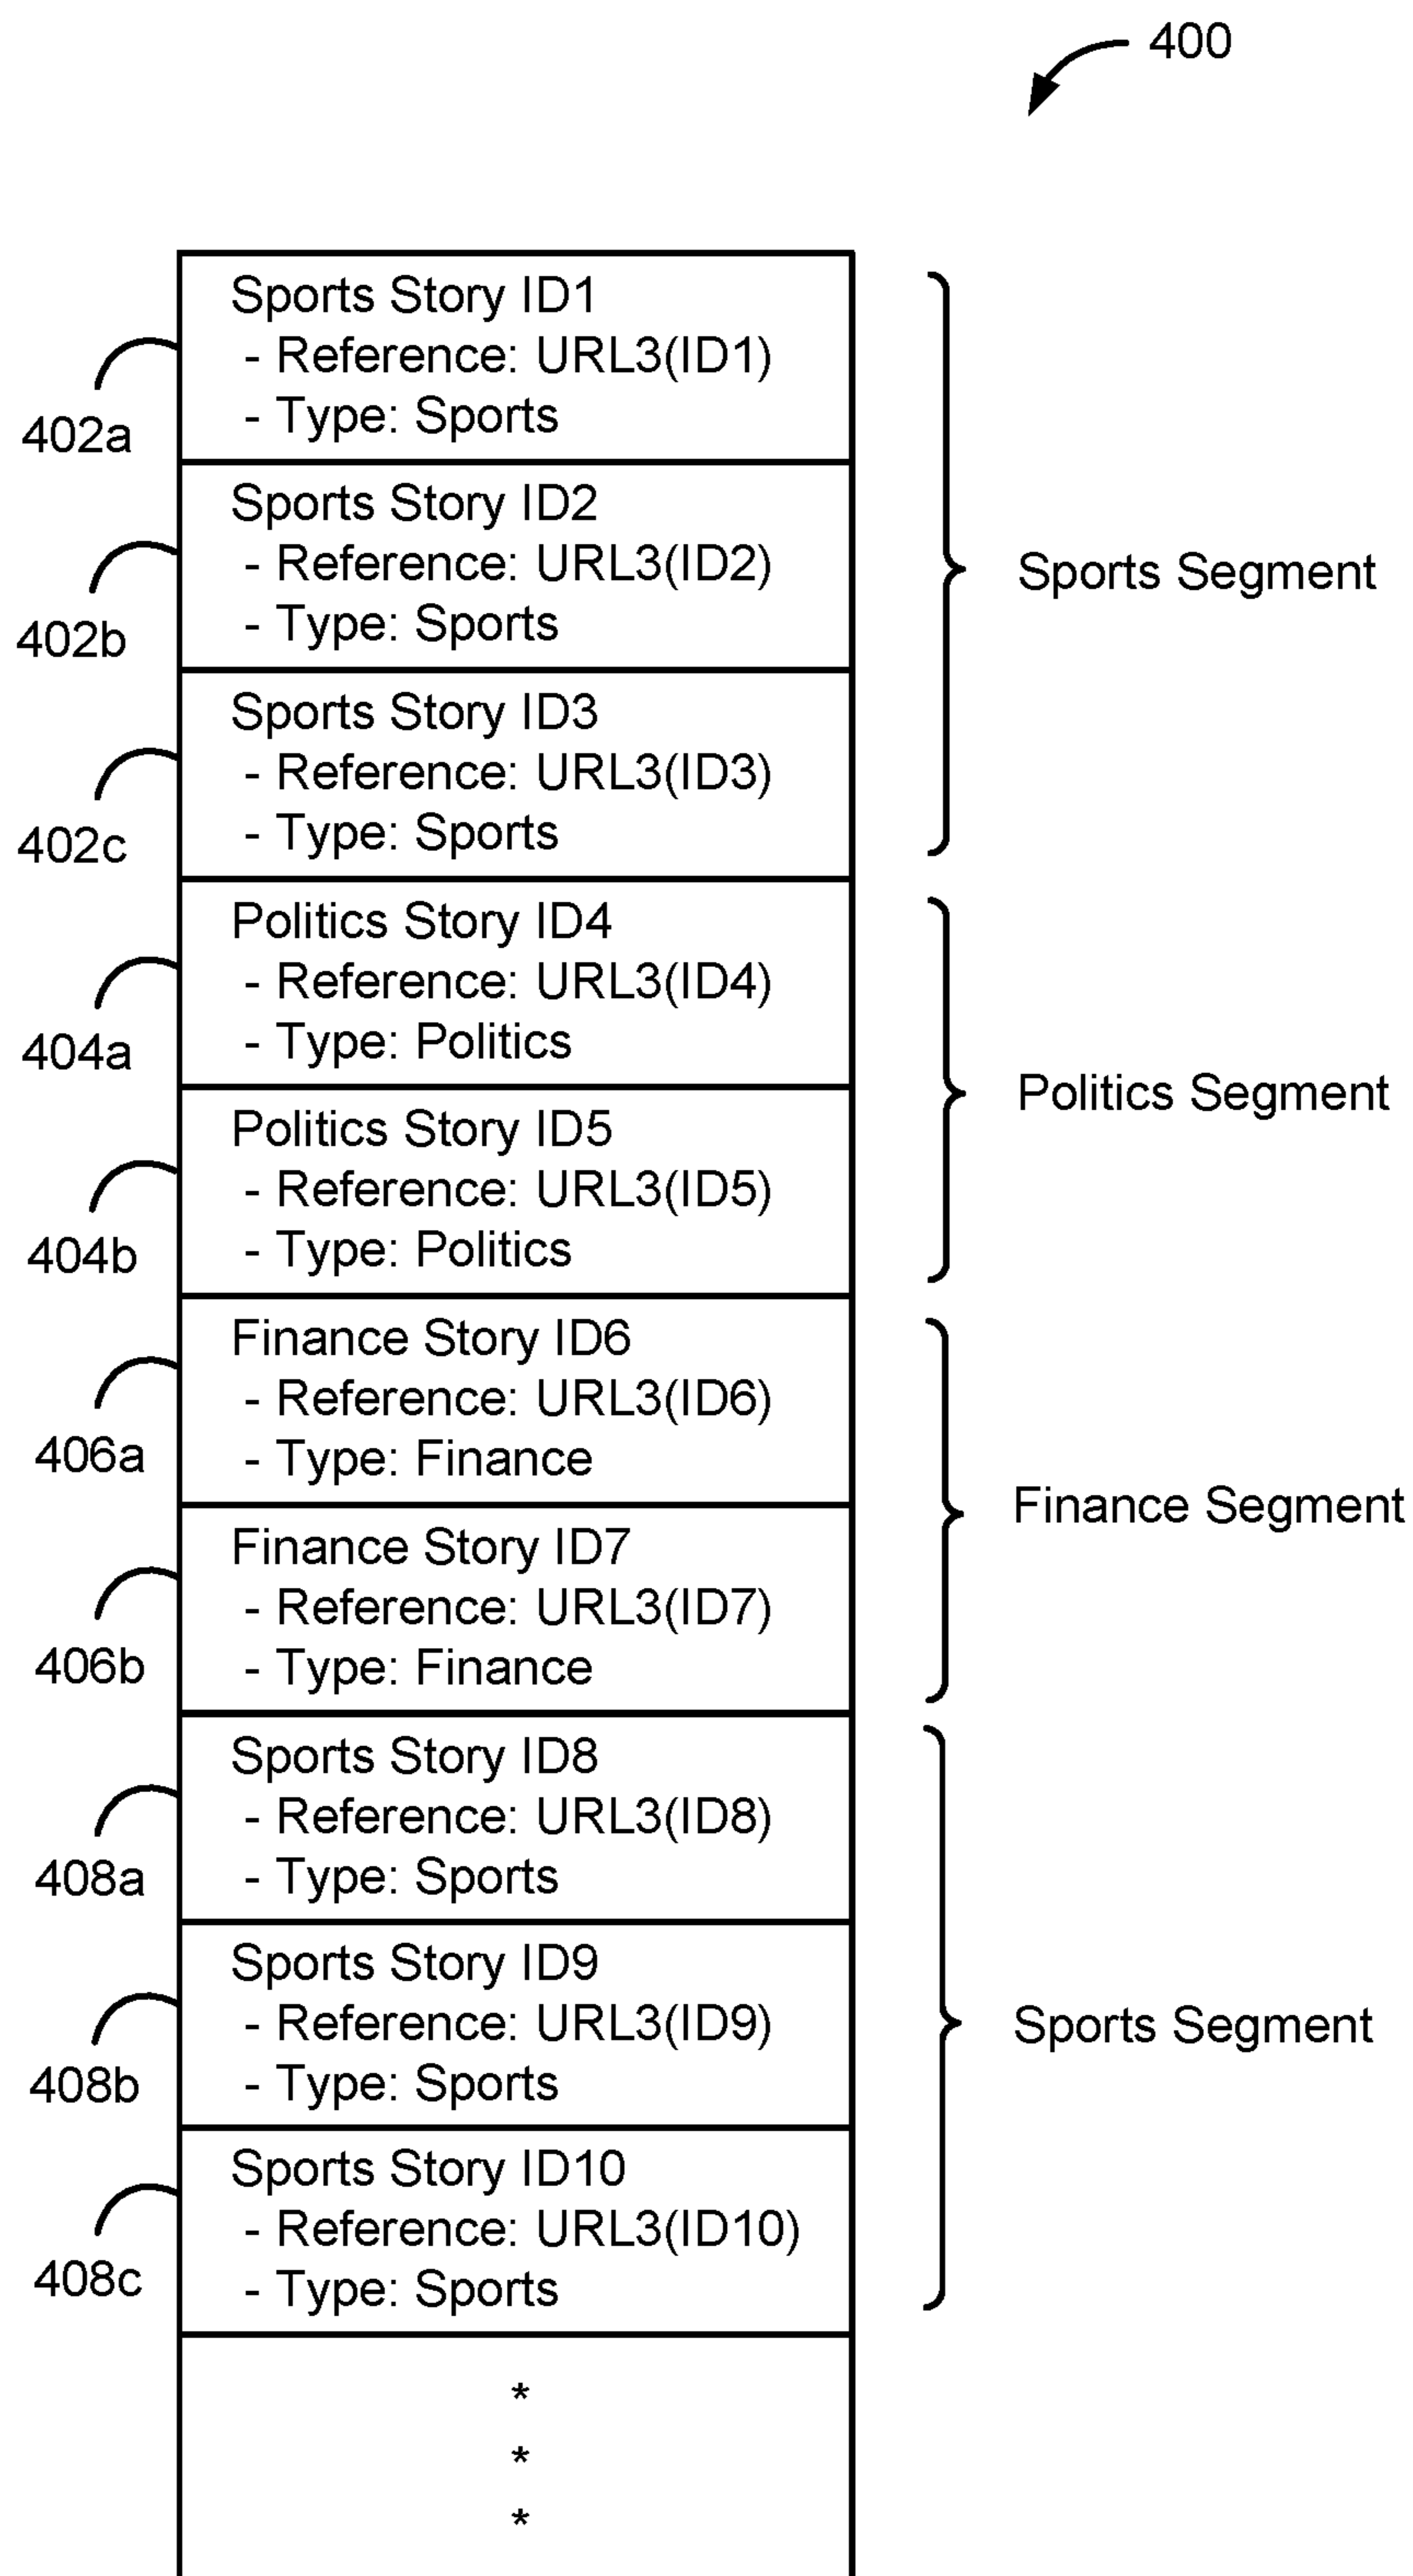 400
Sports Story ID1
- Reference: URL3(ID1)
- Type: Sports
402a
Sports Story ID2
- Reference: URL3(ID2)
- Type: Sports
402b
Sports Segment
Sports Story ID3
- Reference: URL3(ID3)
- Type: Sports
402c
Politics Story ID4
- Reference: URL3(ID4)
- Type: Politics
404a
Politics Segment
Politics Story ID5
- Reference: URL3(ID5)
- Type: Politics
404b
Finance Story ID6
- Reference: URL3(ID6)
- Type: Finance
406a
Finance Segment
Finance Story ID7
- Reference: URL3(ID7)
- Type: Finance
406b
Sports Story ID8
- Reference: URL3(ID8)
- Type: Sports
408a
Sports Story ID9
- Reference: URL3(ID9)
- Type: Sports
408b
Sports Segment
Sports Story ID10
- Reference: URL3(ID10)
- Type: Sports
408c
*
*
*